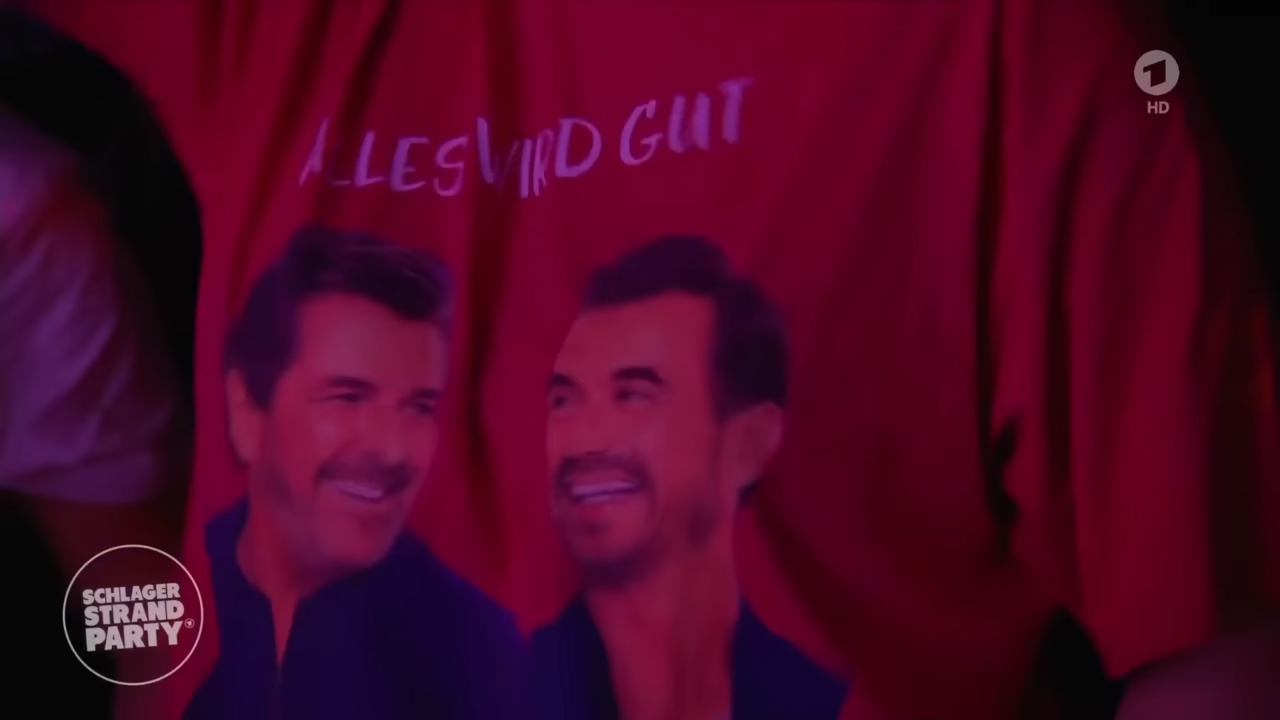 ALLES WIRD GUT
1
HD
SCHLAGER
STRAND
PARTY